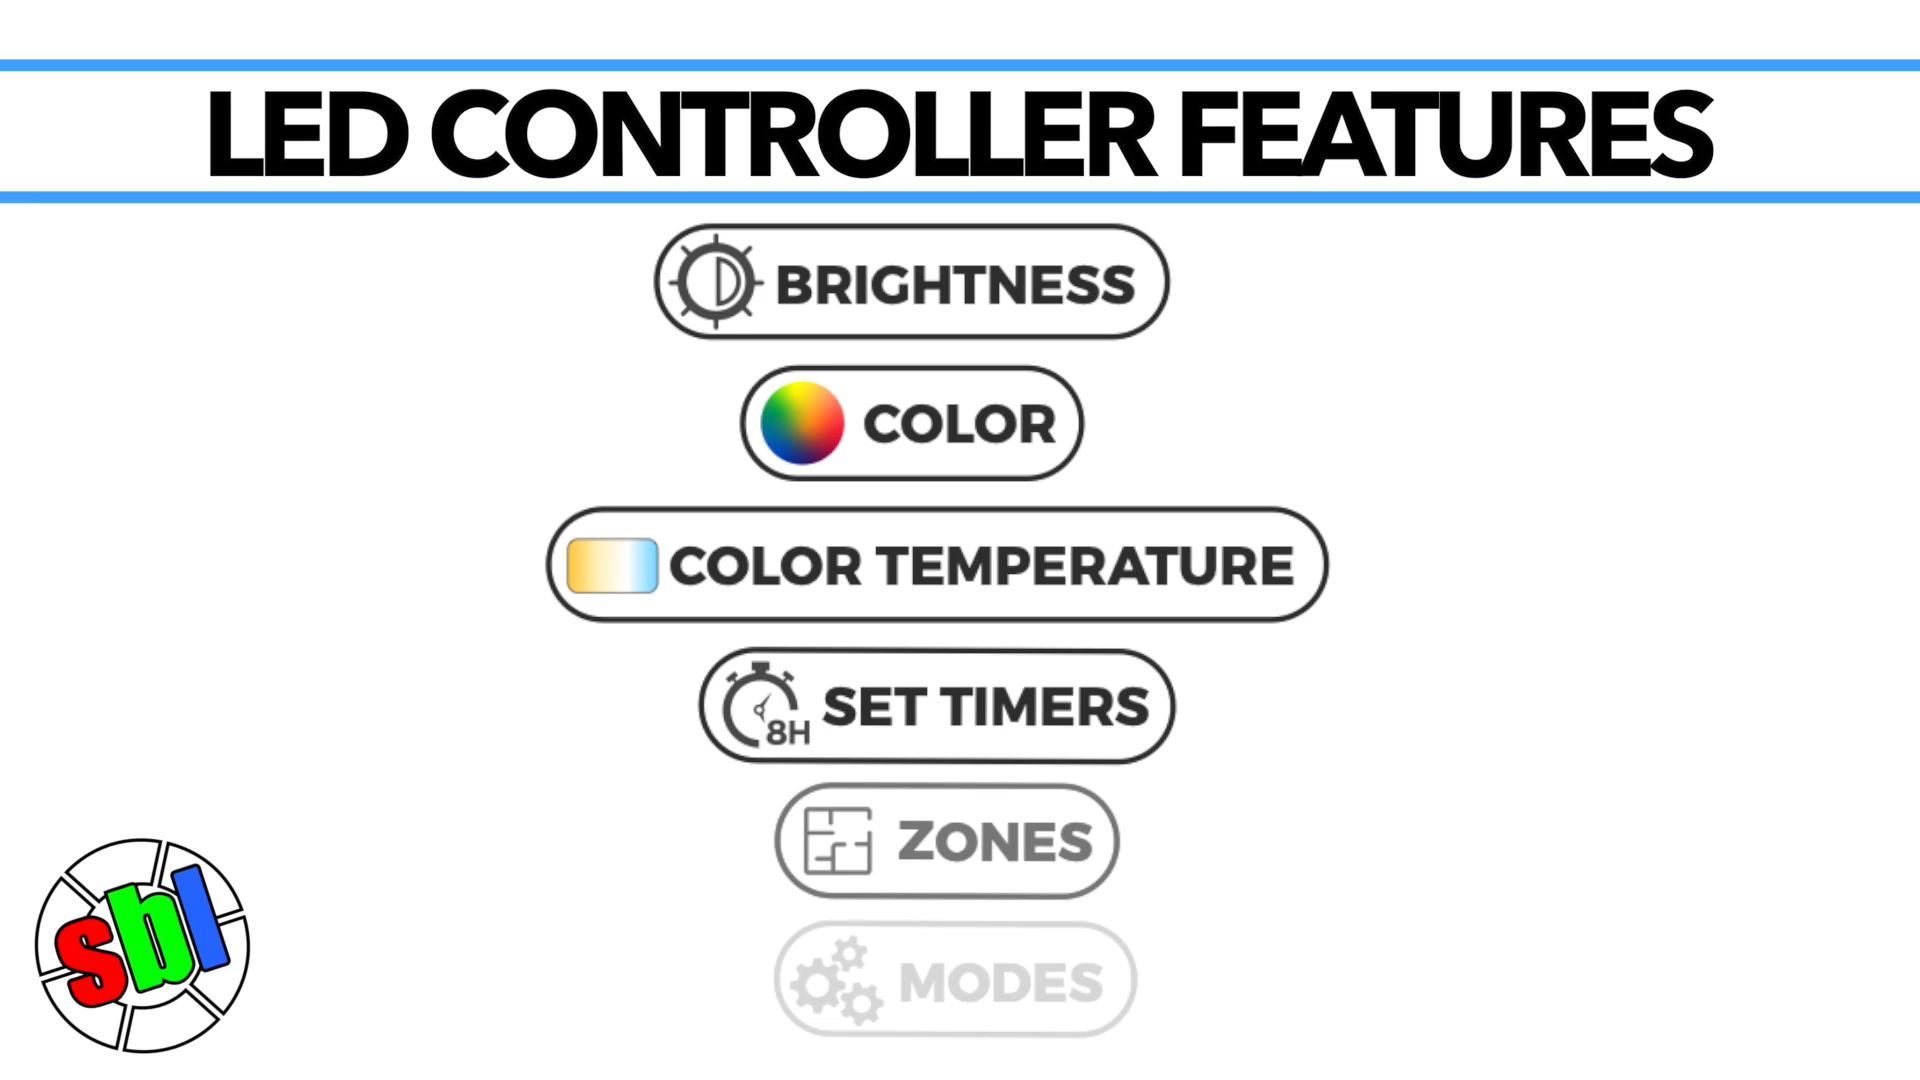 LED CONTROLLER FEATURES
BRIGHTNESS
COLOR
COLOR TEMPERATURE
8H SET TIMERS
ZONES
MODES
sbl